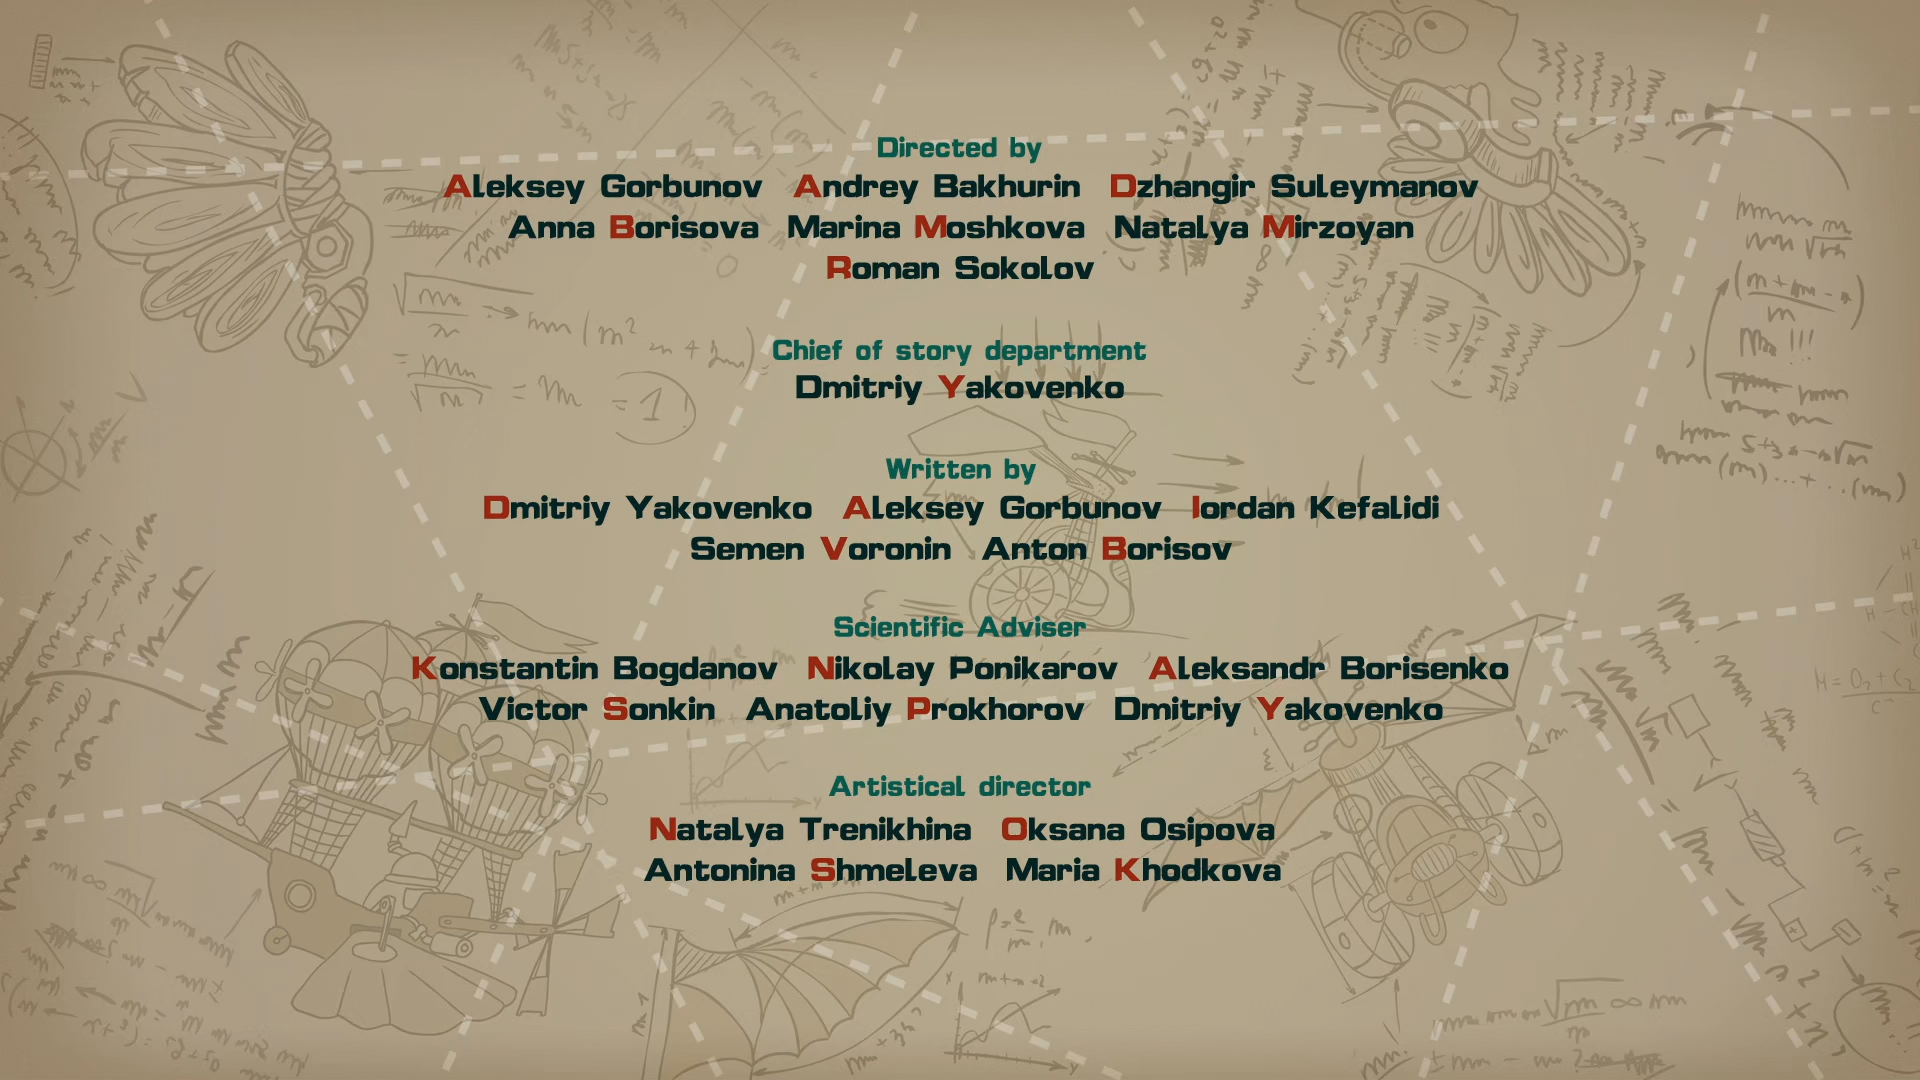 Directed by
Aleksey Gorbunov Andrey Bakhurin Dzhangir Suleymanov
Anna Borisova Marina Moshkova Natalya Mirzoyan
Roman Sokolov
Chief of story department
Dmitriy Yakovenko
Written by
Dmitriy Yakovenko Aleksey Gorbunov Iordan Kefalidi
Semen Voronin Anton Borisov
Scientific Adviser
Konstantin Bogdanov Nikolay Ponikarov Aleksandr Borisenko
Victor Sonkin Anatoliy Prokhorov Dmitriy Yakovenko
Artistical director
Natalya Trenikhina Oksana Osipova
Antonina Shmeleva Maria Khodkova